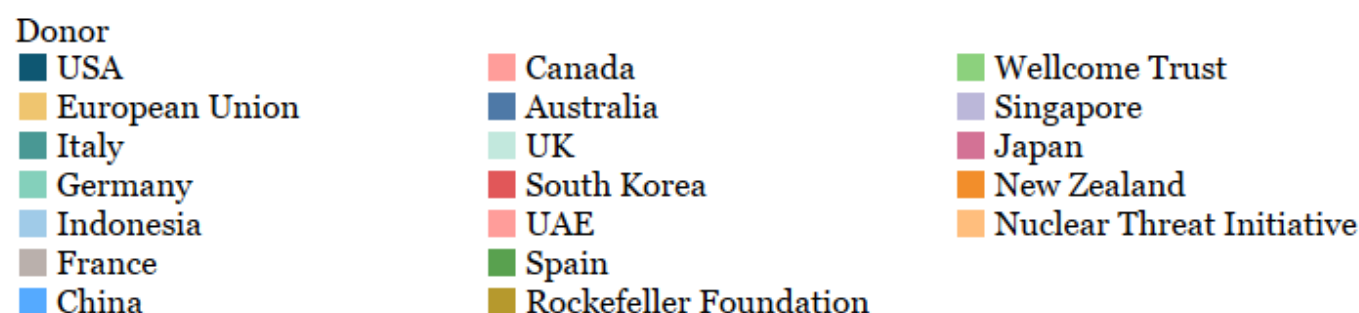 Donor
USA
European Union
Italy
Germany
Indonesia
France
China
Canada
Australia
UK
South Korea
UAE
Spain
Rockefeller Foundation
Wellcome Trust
Singapore
Japan
New Zealand
Nuclear Threat Initiative